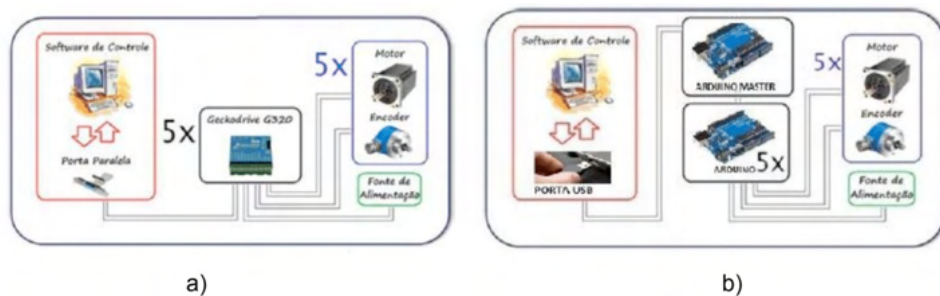 Software de Controle
Porta Paralela
5x
Geckodrive G320
5x
Motor
Encoder
Fonte de
Alimentação
a)
Software de Controle
PORTA USB
ARDUINO MASTER
ARDUINO 5x
5x
Motor
Encoder
Fonte de
Alimentação
b)